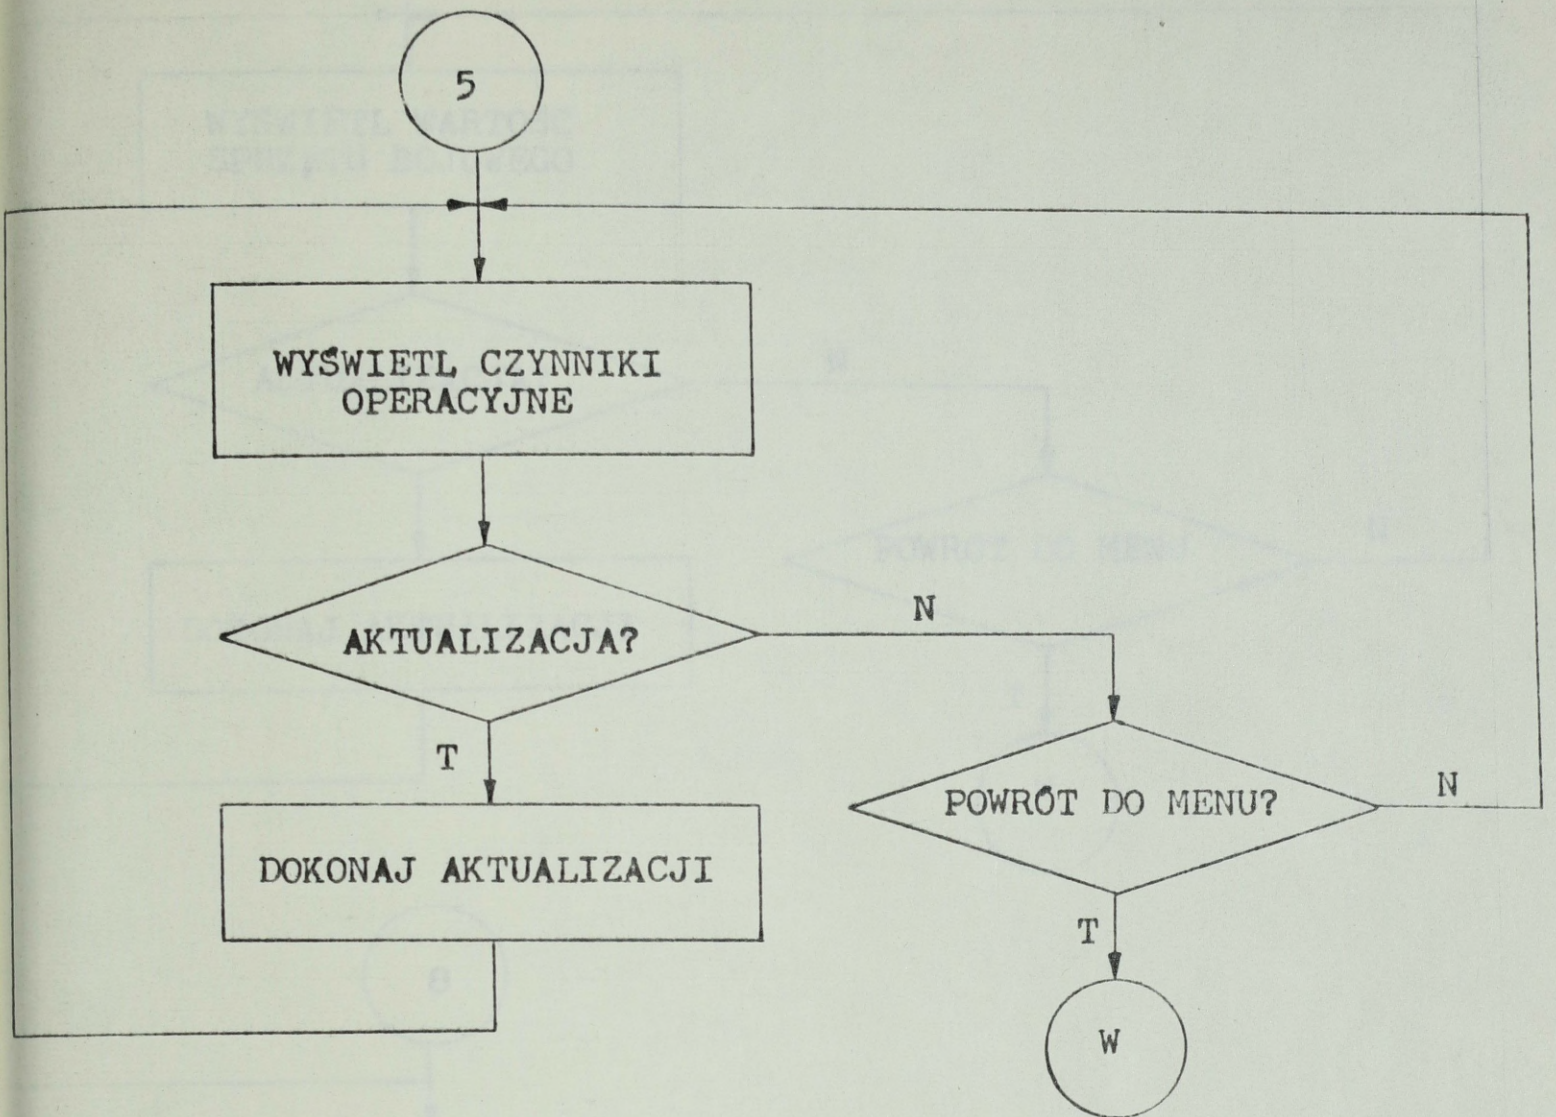 5
WYŚWIETL CZYNNIKI
OPERACYJNE
AKTUALIZACJA?
N
T
DOKONAJ AKTUALIZACJI
POWRÓT DO MENU?
N
T
W